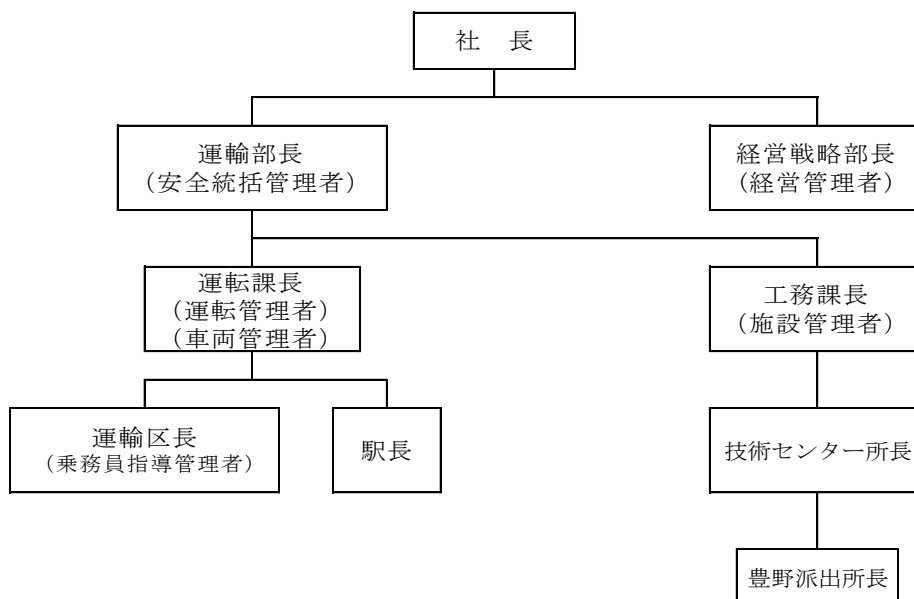 社　長
運輸部長
（安全統括管理者）
経営戦略部長
（経営管理者）
運転課長
（運転管理者）
（車両管理者）
工務課長
（施設管理者）
運輸区長
（乗務員指導管理者）
駅長
技術センター所長
豊野派出所長